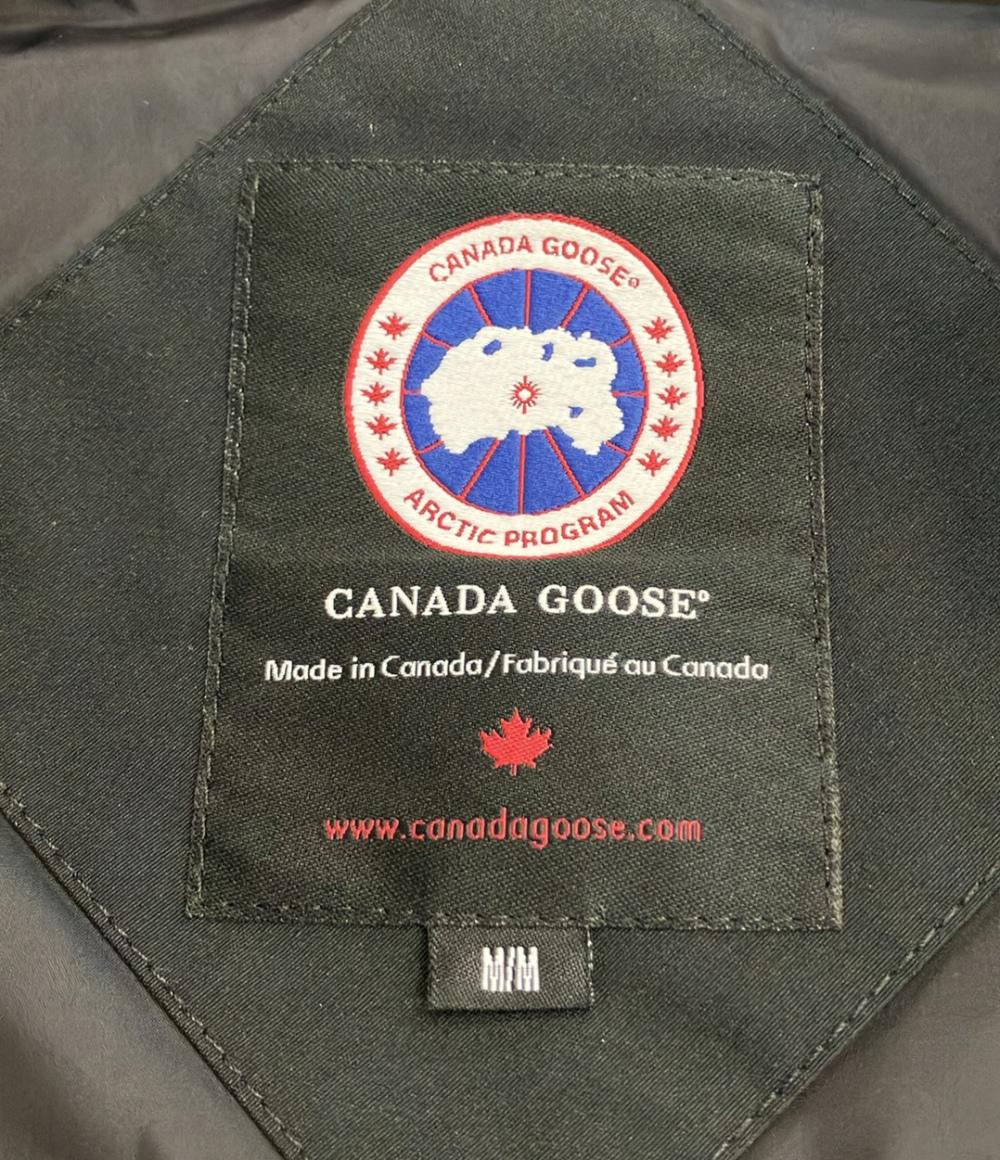 CANADA GOOSE®
ARCTIC PROGRAM
CANADA GOOSE®
Made in Canada/Fabriqué au Canada
www.canadagoose.com
M/M